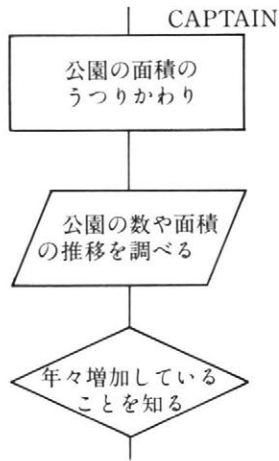 CAPTAIN
公園の面積の
うつりかわり
公園の数や面積
の推移を調べる
年々増加している
ことを知る